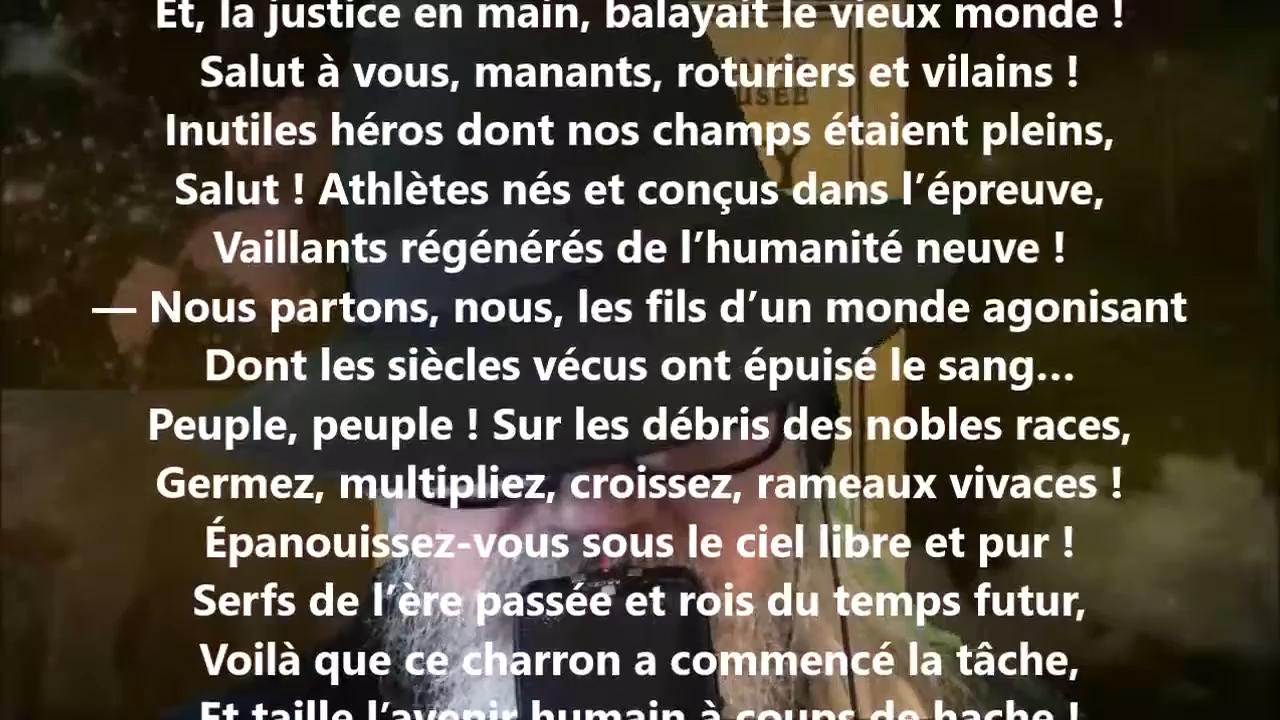 Et, la justice en main, balayait le vieux monde !
Salut à vous, manants, roturiers et vilains !
Inutiles héros dont nos champs étaient pleins,
Salut ! Athlètes nés et conçus dans l’épreuve,
Vaillants régénérés de l’humanité neuve !
— Nous partons, nous, les fils d’un monde agonisant
Dont les siècles vécus ont épuisé le sang…
Peuple, peuple ! Sur les débris des nobles races,
Germez, multipliez, croissez, rameaux vivaces !
Épanouissez-vous sous le ciel libre et pur !
Serfs de l’ère passée et rois du temps futur,
Voilà que ce charron a commencé la tâche,
Et taille l’avenir humain à coups de hache !